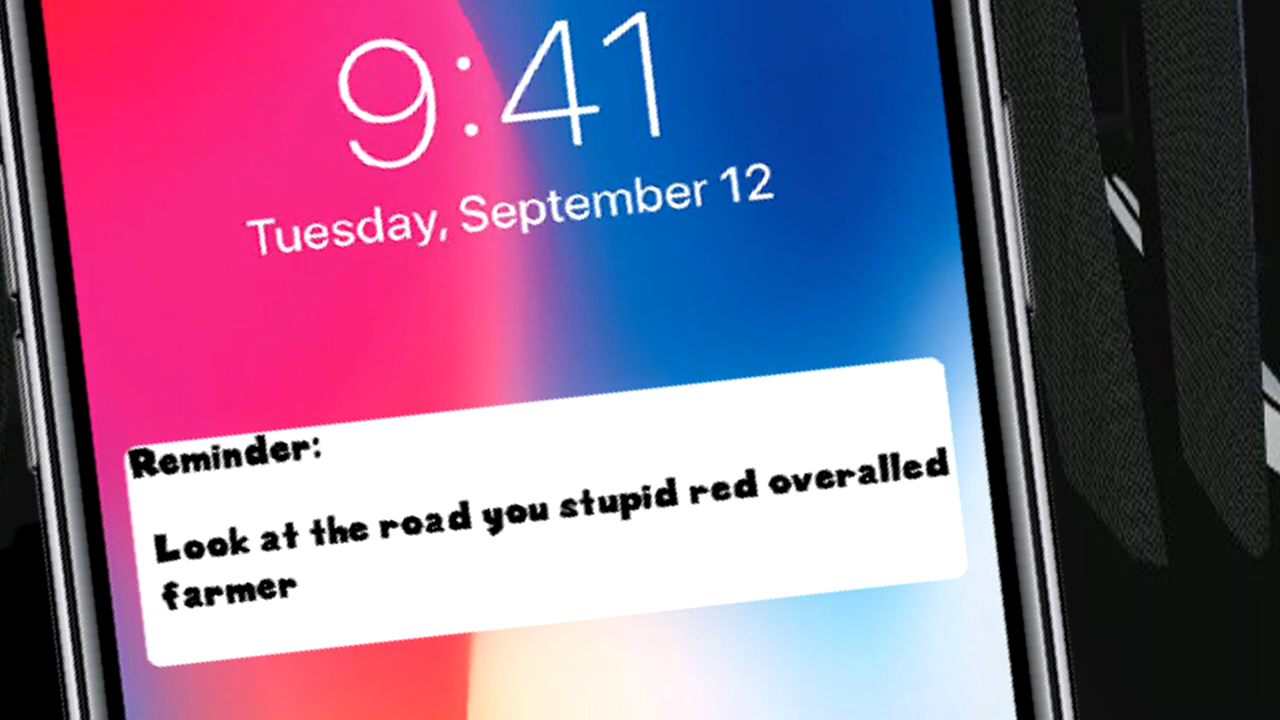 9:41
Tuesday, September 12
Reminder:
Look at the road you stupid red overalled
farmer